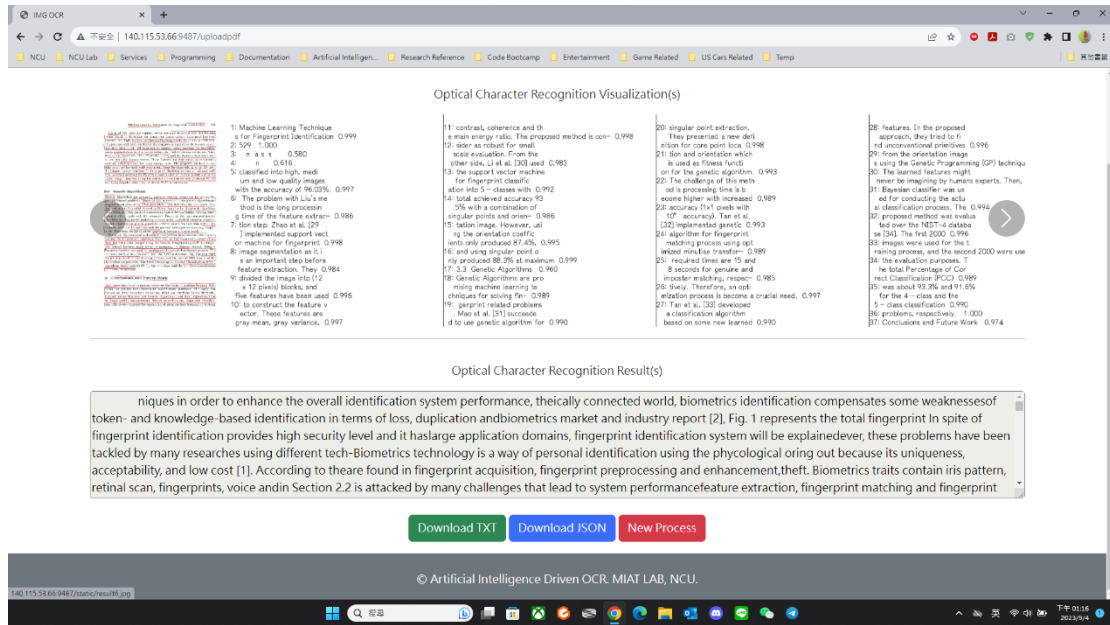 IMG OCR
不安全 | 140.115.53.66:9487/uploadpdf
NCU
NCU Lab
Services
Programming
Documentation
Artificial Intelligen...
Research Reference
Code Bootcamp
Entertainment
Game Related
US Cars Related
Temp
其他書籤
Optical Character Recognition Visualization(s)
1: Machine Learning Technique
s for Fingerprint Identification 0.999
2: 529 1.000
3: m a s s 0.580
n 0.616
5: classified into high, medi
um and low quality images
with the accuracy of 96.03%. 0.997
6: The problem with Liu's me
thod is the long processin
g time of the feature extrac- 0.986
7: tion step. Zhao et al. [29
] implemented support vect
or machine for fingerprint 0.998
8: image segmentation as it i
s an important step before
feature extraction. They 0.984
9: divided the image into (12
x 12 pixels) blocks, and
five features have been used 0.996
10: to construct the feature v
ector. These features are
gray mean, gray variance, 0.997
11: contrast, coherence and th
e main energy ratio. The proposed method is con- 0.998
12: sider as robust for small
scale evaluation. From the
other side, Li et al. [30] used 0.983
13: the support vector machine
for fingerprint classific
ation into 5 - classes with 0.992
14: total achieved accuracy 93
.5% with a combination of
singular points and orien- 0.986
15: tation image. However, usi
ng the orientation coeffic
ients only produced 87.4%, 0.995
16: and using singular point o
nly produced 88.3% at maximum 0.999
17: 3.3 Genetic Algorithms 0.960
18: Genetic Algorithms are pro
mising machine learning te
chniques for solving fin- 0.989
19: gerprint related problems
. Mao et al. [31] succeede
d to use genetic algorithm for 0.990
20: singular point extraction.
They presented a new defi
nition for core point loca 0.998
21: tion and orientation which
is used as fitness functi
on for the genetic algorithm. 0.993
22: The challenge of this meth
od is processing time is b
ecome higher with increased 0.989
23: accuracy (1×1 pixels with
10° accuracy). Tan et al.
[32] implemented genetic 0.993
24: algorithm for fingerprint
matching process using opt
imized minutiae transfor- 0.989
25: required times are 15 and
8 seconds for genuine and
imposter matching, respec- 0.985
26: tively. Therefore, an opti
mization process is become a crucial need. 0.997
27: Tan et al. [33] developed
a classification algorithm
based on some new learned 0.990
28: features. In the proposed
approach, they tried to fi
nd unconventional primitives 0.996
29: from the orientation image
s using the Genetic Programming (GP) techniqu
30: The learned features might
never be imagining by humans experts. Then,
31: Bayesian classifier was us
ed for conducting the actu
al classification process. The 0.994
32: proposed method was evalua
ted over the NIST-4 databa
se [34]. The first 2000 0.996
33: images were used for the t
raining process, and the second 2000 were use
34: the evaluation purposes. T
he total Percentage of Cor
rect Classification (PCC) 0.989
35: was about 93.3% and 91.6%
for the 4 - class and the
5 - class classification 0.990
36: problems, respectively. 1.000
37: Conclusions and Future Work 0.974
Optical Character Recognition Result(s)
niques in order to enhance the overall identification system performance, theically connected world, biometrics identification compensates some weaknessesof
token- and knowledge-based identification in terms of loss, duplication andbiometrics market and industry report [2], Fig. 1 represents the total fingerprint In spite of
fingerprint identification provides high security level and it haslarge application domains, fingerprint identification system will be explainedever, these problems have been
tackled by many researches using different tech-Biometrics technology is a way of personal identification using the phycological oring out because its uniqueness,
acceptability, and low cost [1]. According to theare found in fingerprint acquisition, fingerprint preprocessing and enhancement,theft. Biometrics traits contain iris pattern,
retinal scan, fingerprints, voice andin Section 2.2 is attacked by many challenges that lead to system performancefeature extraction, fingerprint matching and fingerprint
Download TXT
Download JSON
New Process
© Artificial Intelligence Driven OCR. MIAT LAB, NCU.
140.115.53.66:9487/static/result6.jpg
搜尋
英
下午 01:16
2023/9/4